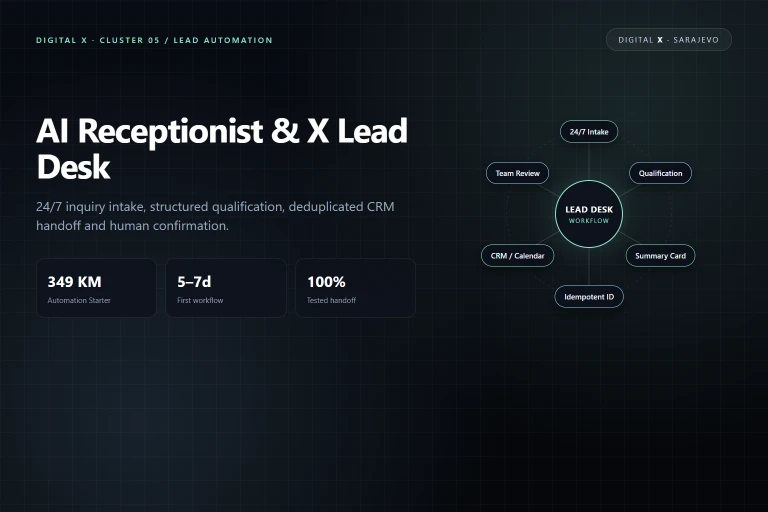 DIGITAL X · CLUSTER 05 / LEAD AUTOMATION
DIGITAL X · SARAJEVO
AI Receptionist & X Lead
Desk
24/7 inquiry intake, structured qualification, deduplicated CRM
handoff and human confirmation.
349 KM
Automation Starter
5–7d
First workflow
100%
Tested handoff
24/7 Intake
Team Review
Qualification
LEAD DESK
WORKFLOW
CRM / Calendar
Summary Card
Idempotent ID